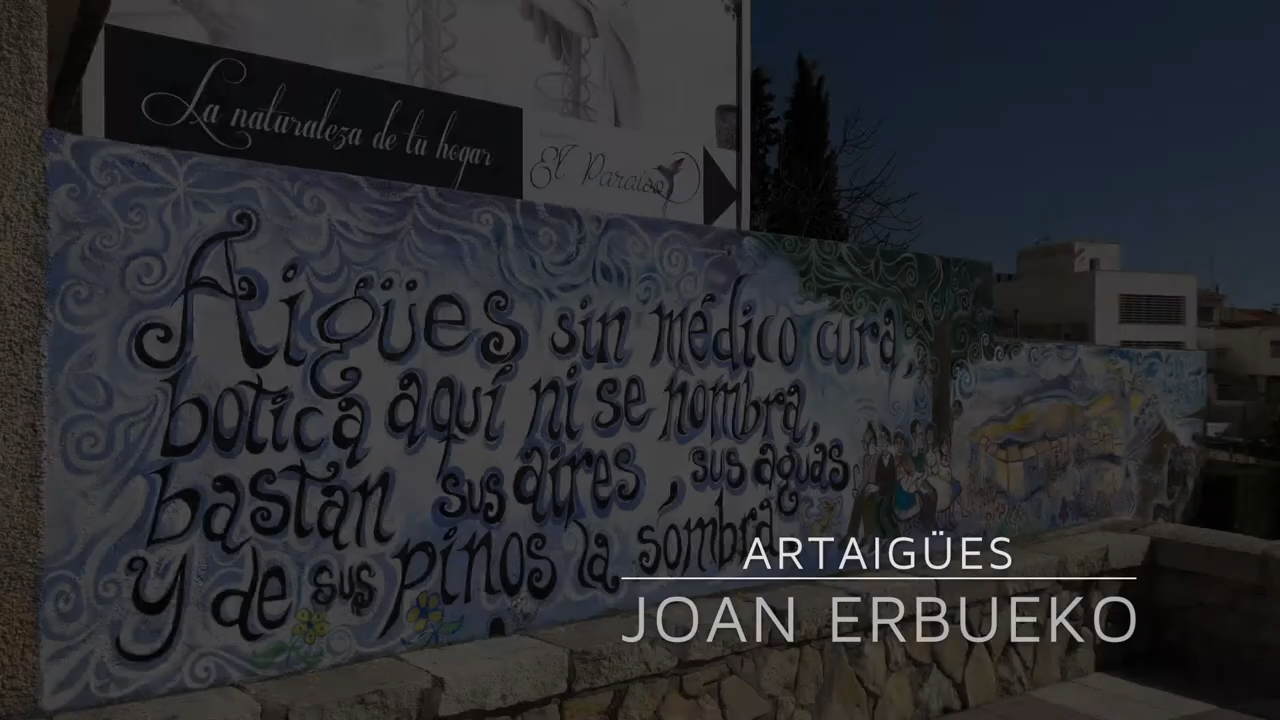 La naturaleza de tu hogar
El Paraiso
Aigües sin médico cura,
botica aquí ni se nombra,
bastan sus aires, sus aguas
y de sus pinos la sombra
ARTAIGÜES
JOAN ERBUEKO